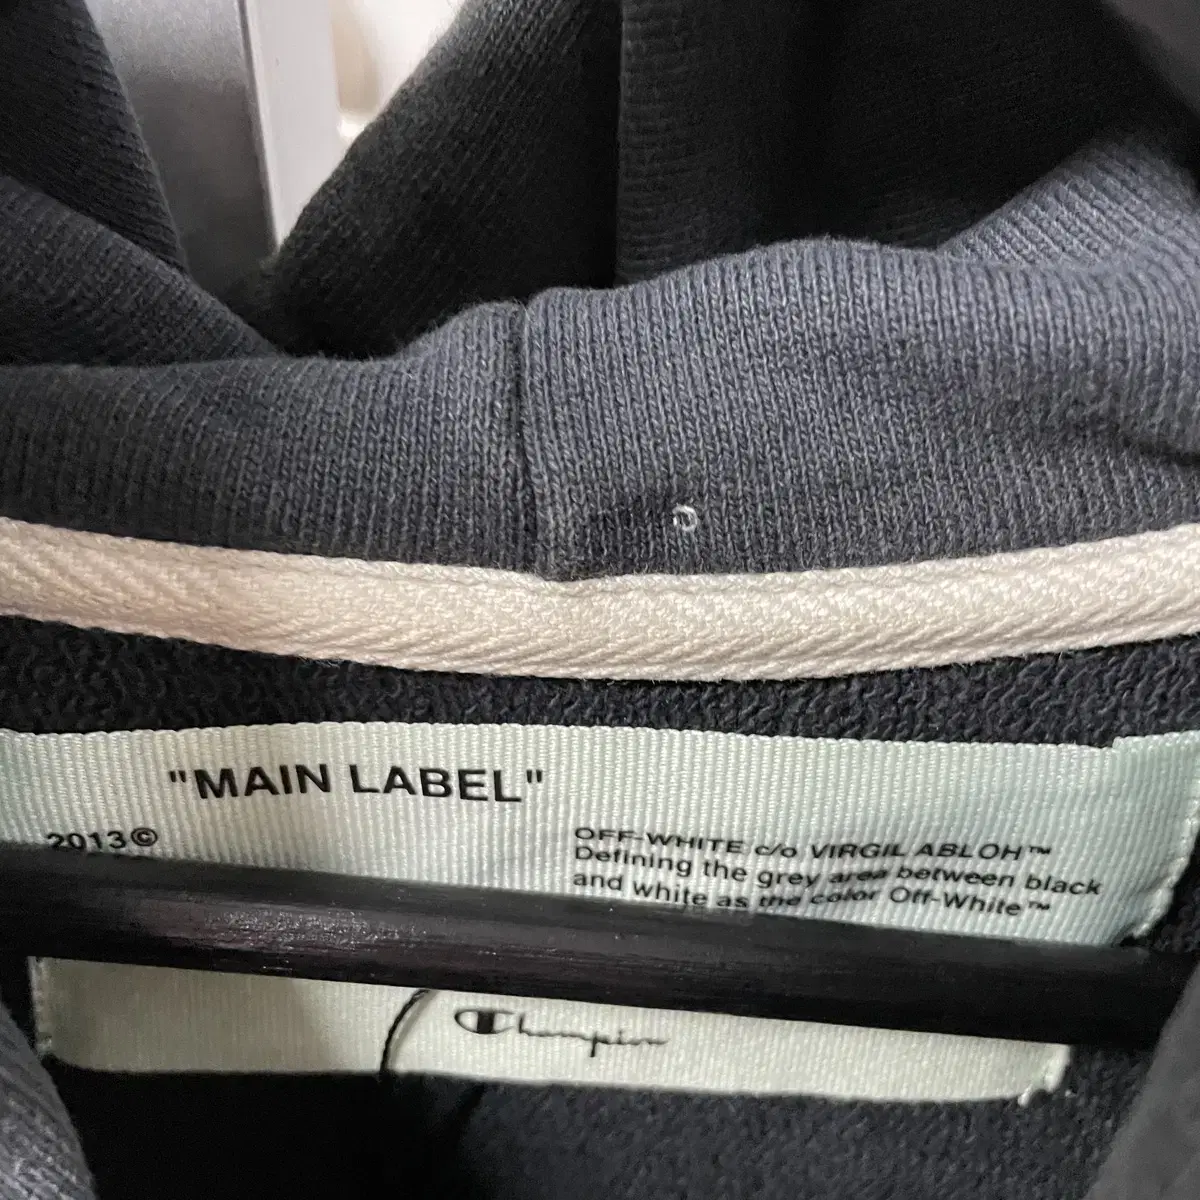 "MAIN LABEL"
2013©
OFF-WHITE c/o VIRGIL ABLOH™
Defining the grey area between black
and white as the color Off-White™
Champion